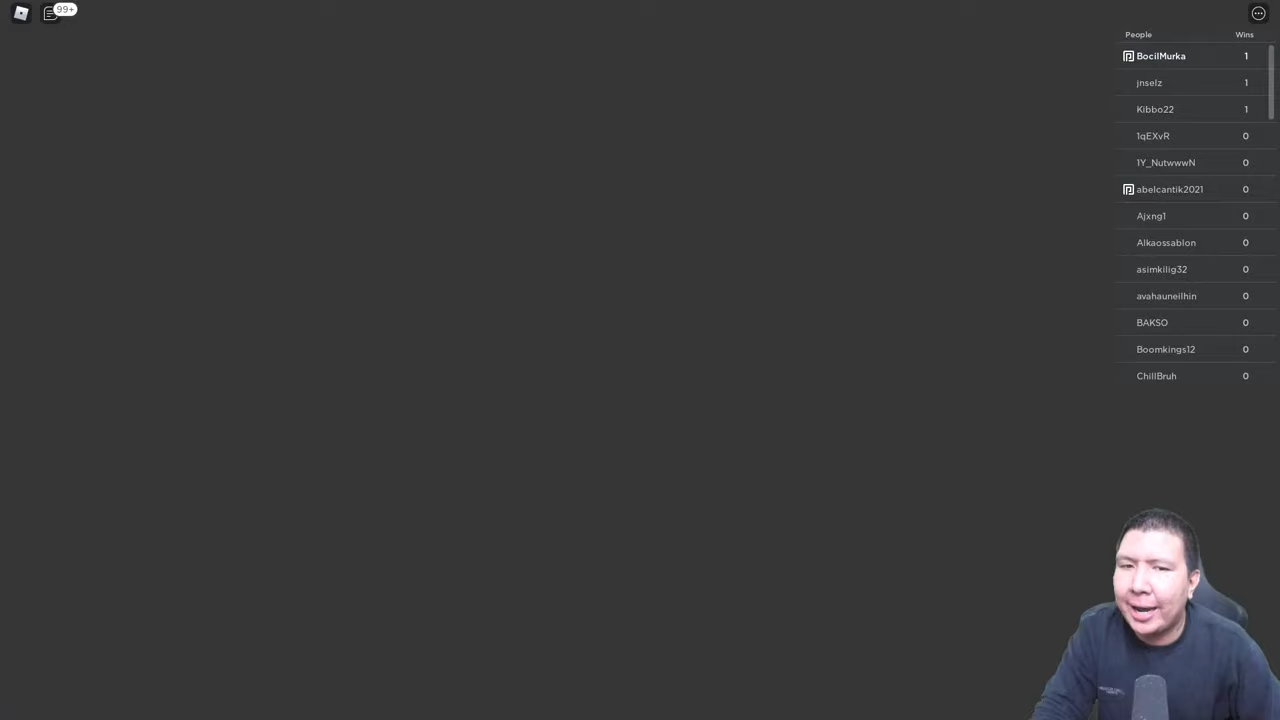 99+
People Wins
BocilMurka 1
jnselz 1
Kibbo22 1
1qEXvR 0
1Y_NutwwwN 0
abelcantik2021 0
Ajxng1 0
Alkaossablon 0
asimkilig32 0
avahauneilhin 0
BAKSO 0
Boomkings12 0
ChillBruh 0